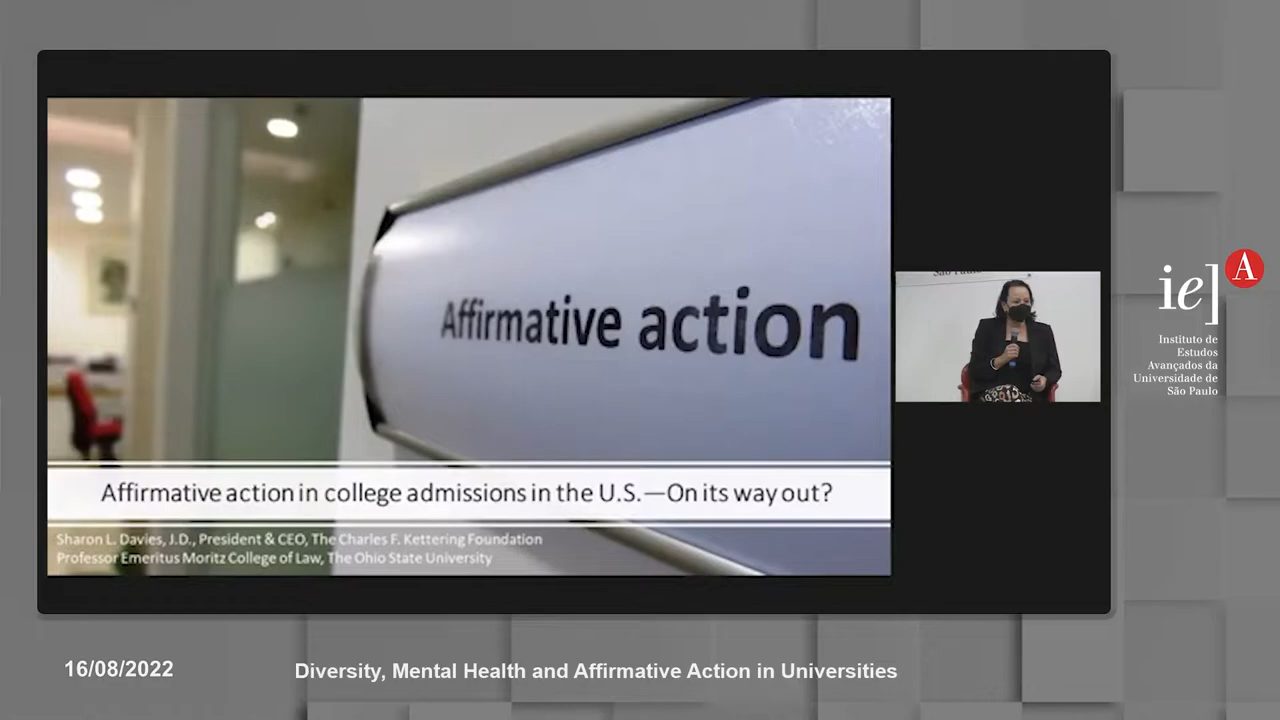 Affirmative action
Affirmative action in college admissions in the U.S.—On its way out?
Sharon L. Davies, J.D., President & CEO, The Charles F. Kettering Foundation
Professor Emeritus Moritz College of Law, The Ohio State University
São Paulo
ie]
A
Instituto de
Estudos
Avançados da
Universidade de
São Paulo
16/08/2022
Diversity, Mental Health and Affirmative Action in Universities